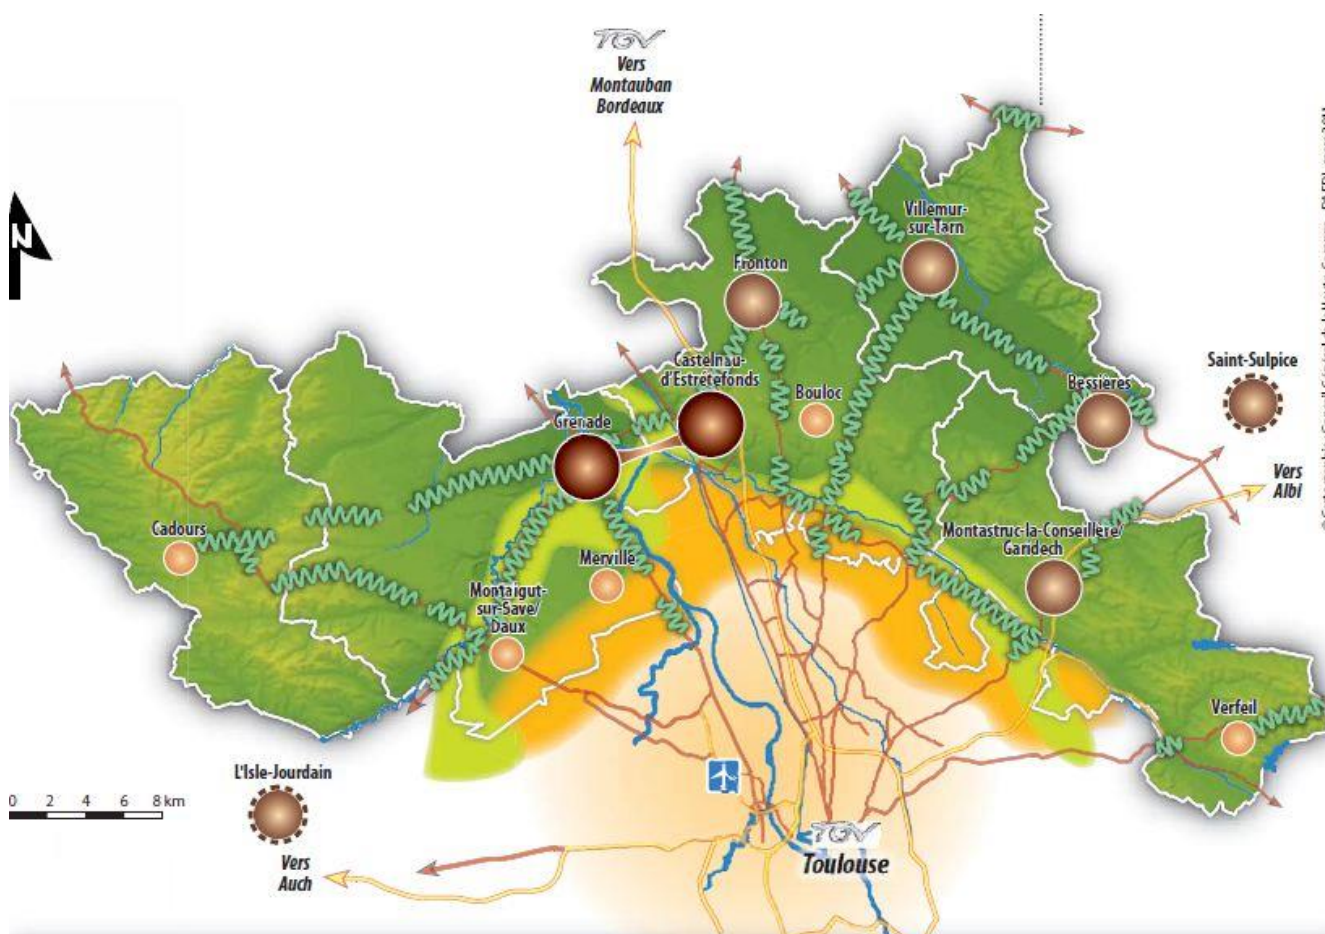 TGV
Vers
Montauban
Bordeaux
N
Villemur-
sur-Tarn
Fronton
Castelnau-
d'Estrétefonds
Bouloc
Bessières
Saint-Sulpice
Grenade
Vers
Albi
Cadours
Merville
Montastruc-la-Conseillère/
Garidech
Montaigut-
sur-Save/
Daux
Verfeil
L'Isle-Jourdain
0 2 4 6 8 km
TGV
Toulouse
Vers
Auch